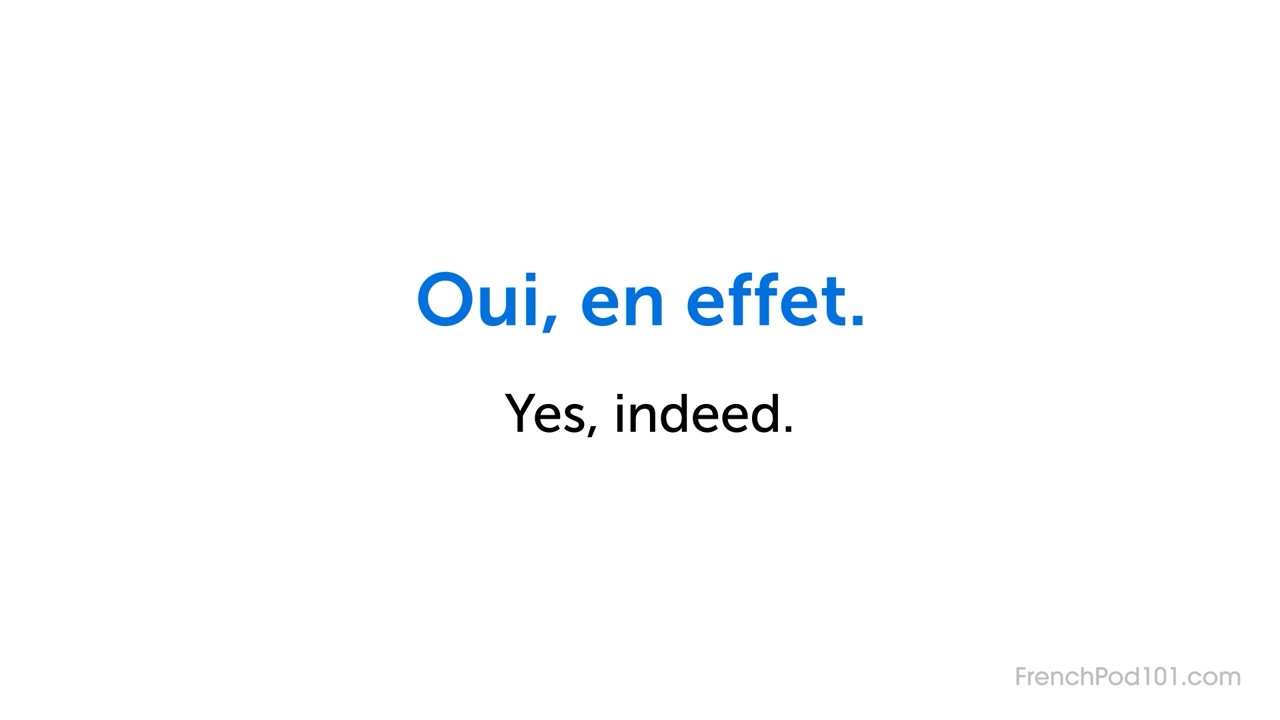 Oui, en effet.
Yes, indeed.
FrenchPod101.com